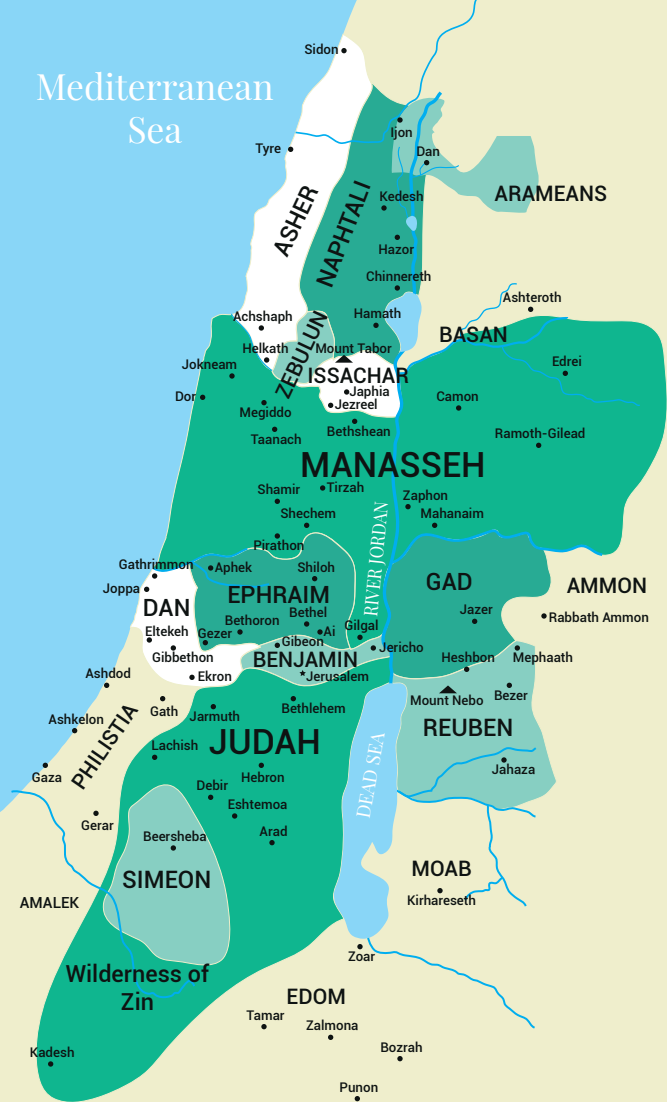 Sidon
Mediterranean
Sea
Ijon
Tyre
Dan
ARAMEANS
Kedesh
ASHER
NAPHTALI
Hazor
Chinnereth
Ashteroth
Achshaph
Hamath
BASAN
ZEBULUN
Helkath
Mount Tabor
Jokneam
Edrei
ISSACHAR
Japhia
Dor
Jezreel
Camon
Megiddo
Taanach
Bethshean
Ramoth-Gilead
MANASSEH
Shamir
Tirzah
Zaphon
Shechem
Mahanaim
Pirathon
RIVER JORDAN
Gathrimmon
Aphek
Shiloh
GAD
AMMON
Joppa
EPHRAIM
DAN
Bethel
Jazer
Rabbath Ammon
Bethoron
Eltekeh
Gezer
Ai
Gilgal
Gibeon
Jericho
Gibbethon
BENJAMIN
Heshbon
Mephaath
Ashdod
Ekron
Jerusalem
Mount Nebo
Bezer
Gath
Jarmuth
Bethlehem
Ashkelon
REUBEN
PHILISTIA
JUDAH
Lachish
DEAD SEA
Gaza
Hebron
Jahaza
Debir
Eshtemoa
Gerar
Beersheba
Arad
SIMEON
MOAB
AMALEK
Kirhareseth
Zoar
Wilderness of
Zin
EDOM
Tamar
Zalmona
Kadesh
Bozrah
Punon